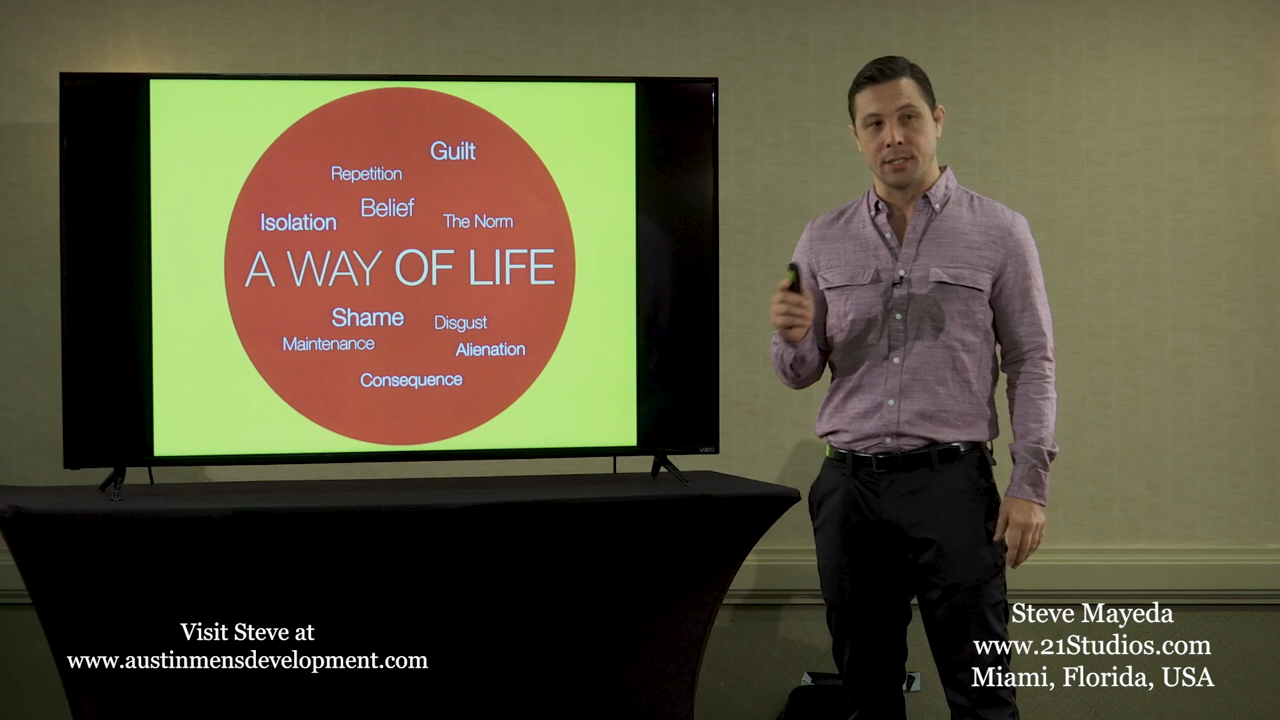 Guilt
Repetition
Belief
Isolation
The Norm
A WAY OF LIFE
Shame
Disgust
Maintenance
Alienation
Consequence
VIZIO
Visit Steve at
www.austinmensdevelopment.com
Steve Mayeda
www.21Studios.com
Miami, Florida, USA